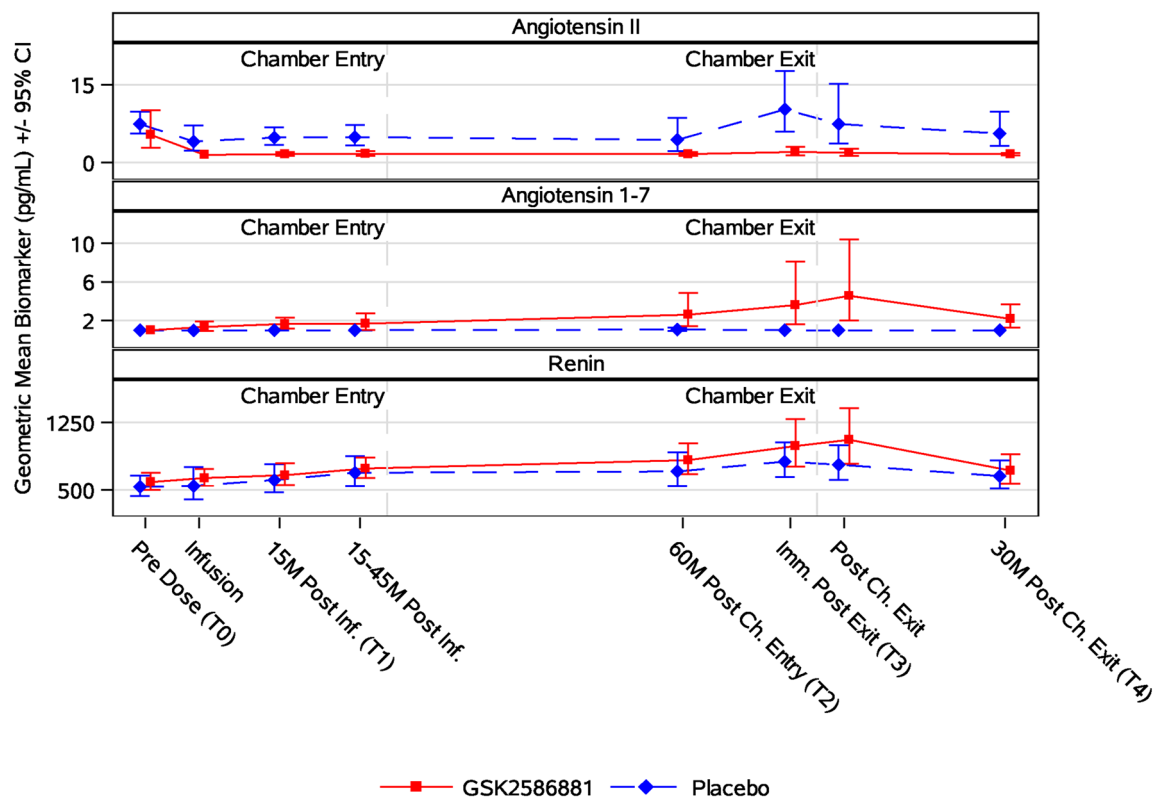 Geometric Mean Biomarker (pg/mL) +/- 95% CI
Angiotensin II
Chamber Entry
Chamber Exit
15
0
Angiotensin 1-7
Chamber Entry
Chamber Exit
10
6
2
Renin
Chamber Entry
Chamber Exit
1250
500
Pre Dose (T0)
Infusion
15M Post Inf. (T1)
15-45M Post Inf.
60M Post Ch. Entry (T2)
Imm. Post Exit (T3)
Post Ch. Exit
30M Post Ch. Exit (T4)
GSK2586881
Placebo